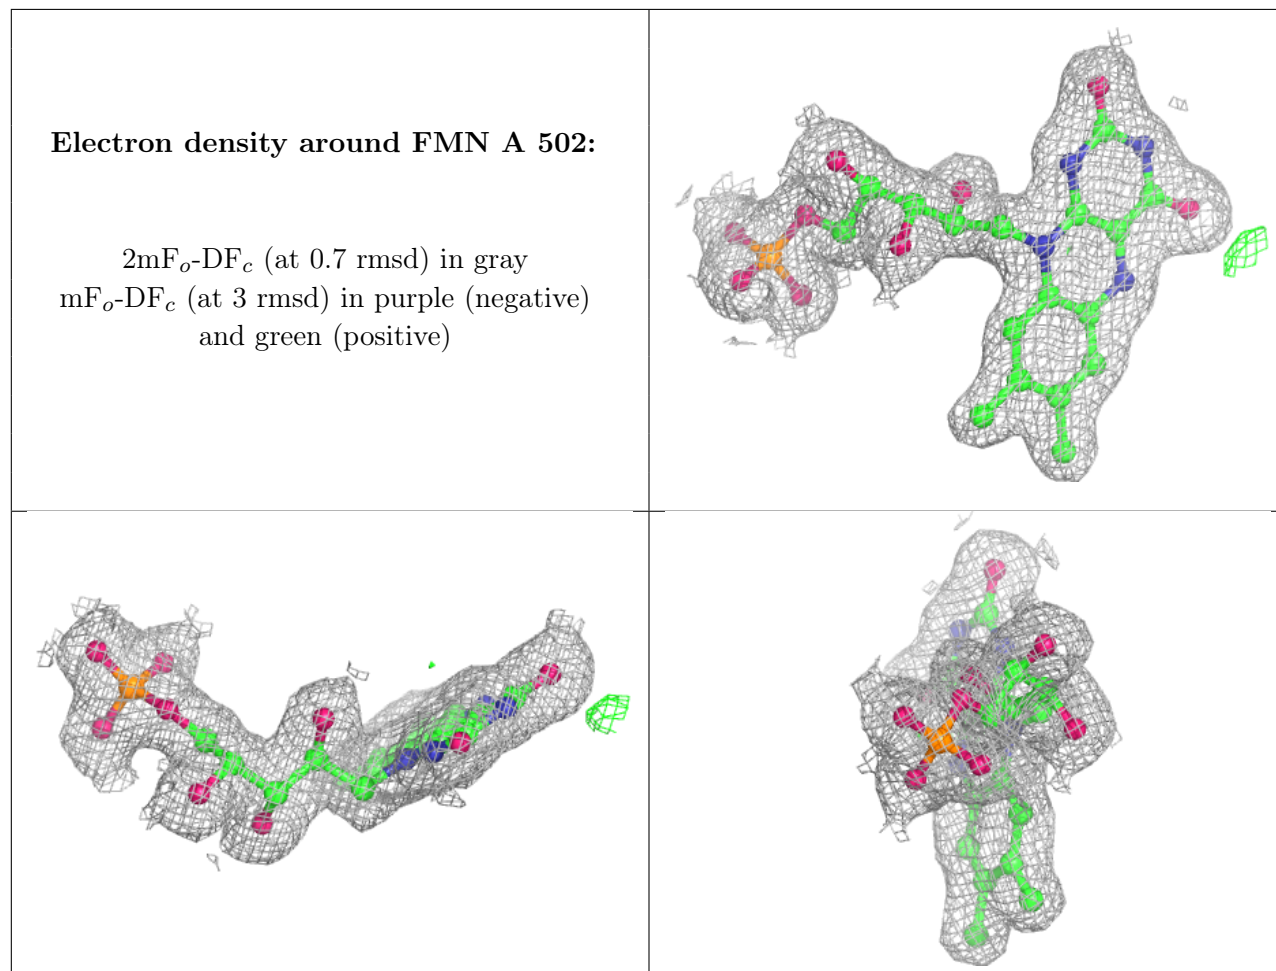 Electron density around FMN A 502:
2mFo-DFc (at 0.7 rmsd) in gray
mFo-DFc (at 3 rmsd) in purple (negative)
and green (positive)